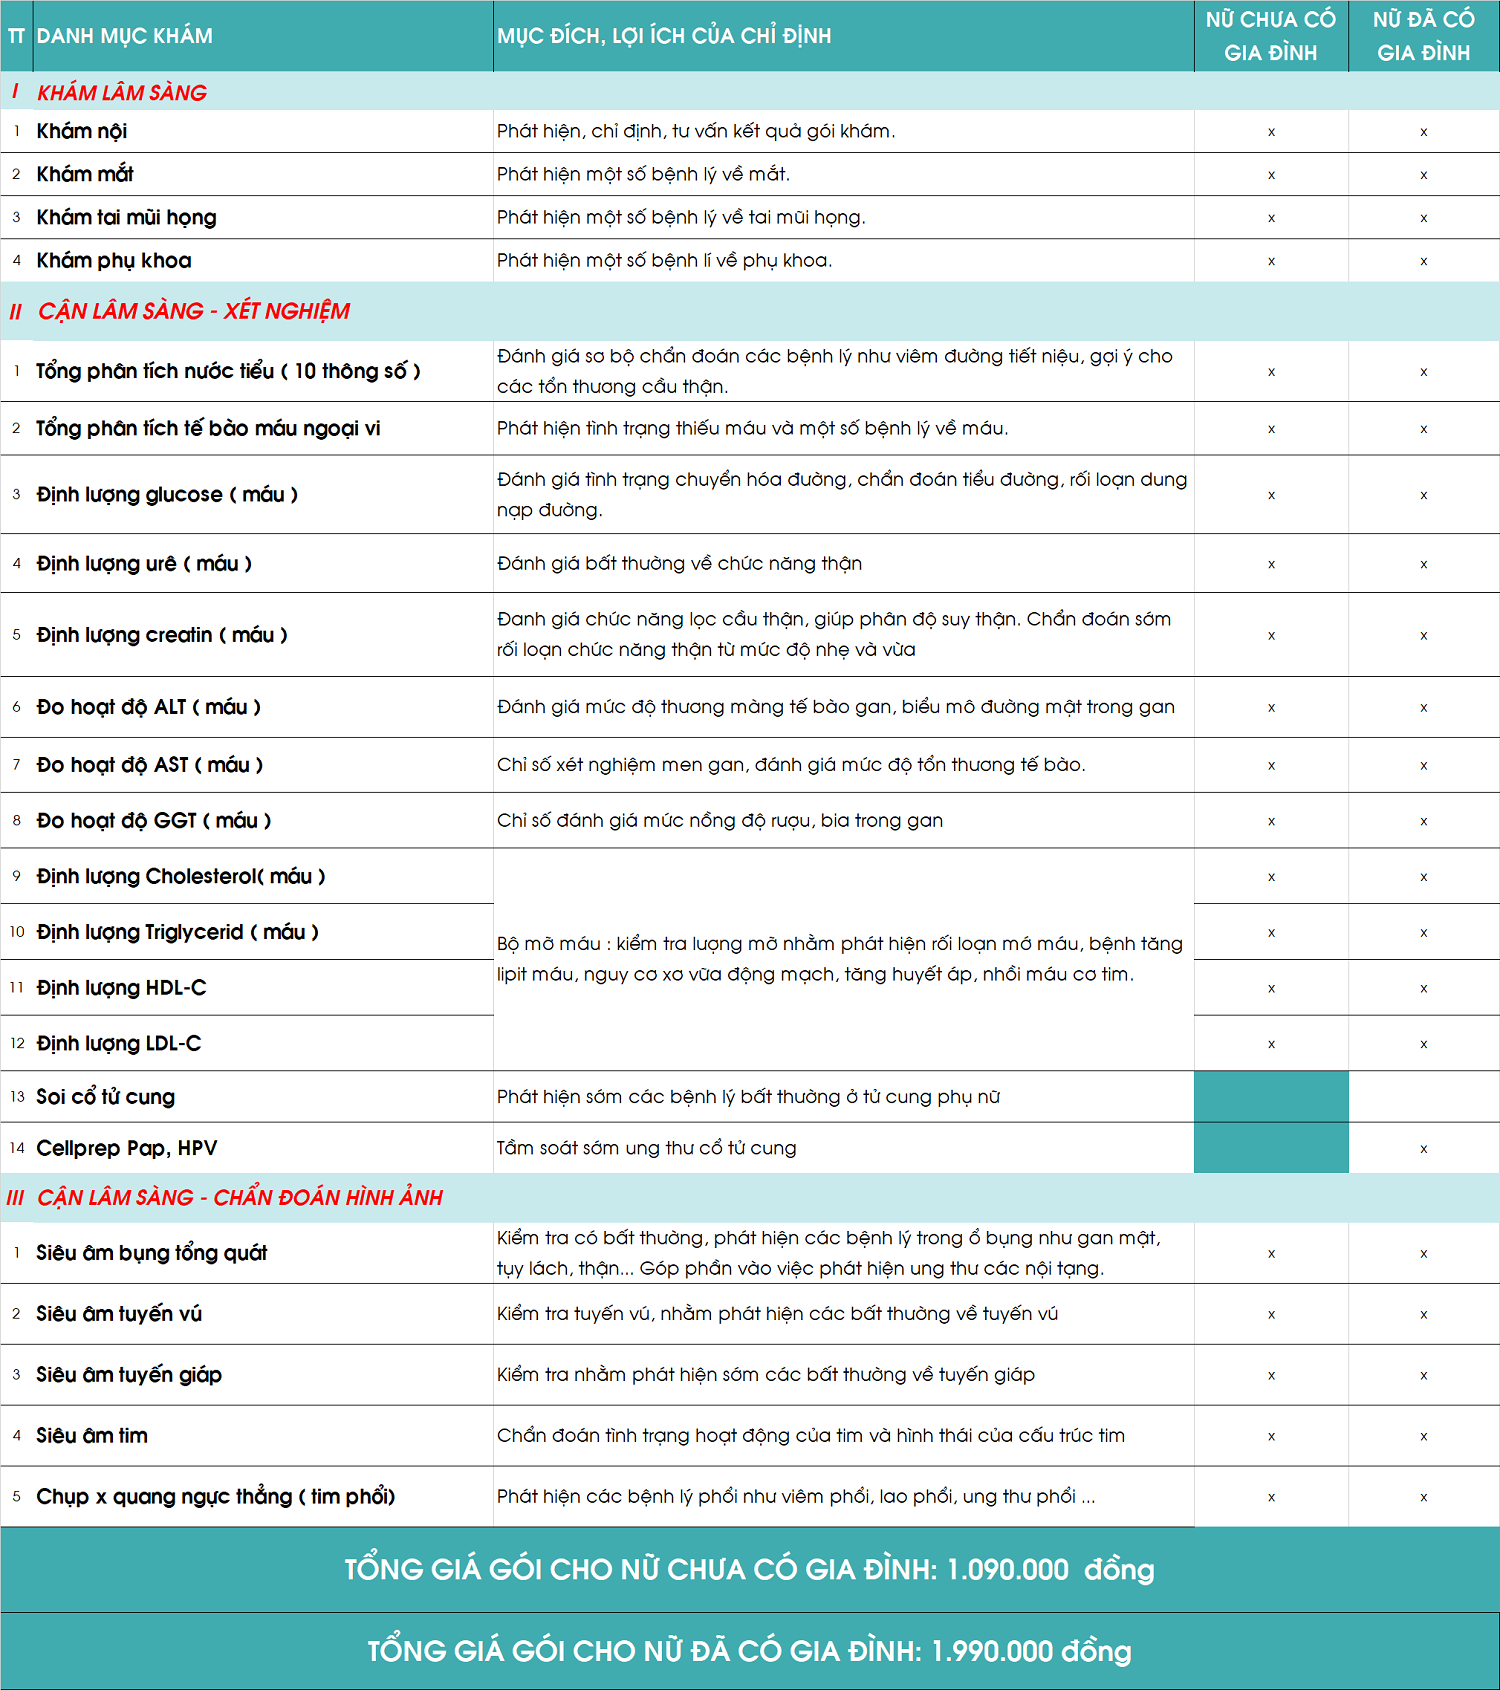 TT DANH MỤC KHÁM MỤC ĐÍCH, LỢI ÍCH CỦA CHỈ ĐỊNH NỮ CHƯA CÓ GIA ĐÌNH NỮ ĐÃ CÓ GIA ĐÌNH
I KHÁM LÂM SÀNG
1 Khám nội Phát hiện, chỉ định, tư vấn kết quả gói khám. x x
2 Khám mắt Phát hiện một số bệnh lý về mắt. x x
3 Khám tai mũi họng Phát hiện một số bệnh lý về tai mũi họng. x x
4 Khám phụ khoa Phát hiện một số bệnh lí về phụ khoa. x x
II CẬN LÂM SÀNG - XÉT NGHIỆM
1 Tổng phân tích nước tiểu ( 10 thông số ) Đánh giá sơ bộ chẩn đoán các bệnh lý như viêm đường tiết niệu, gợi ý cho
các tổn thương cầu thận. x x
2 Tổng phân tích tế bào máu ngoại vi Phát hiện tình trạng thiếu máu và một số bệnh lý về máu. x x
3 Định lượng glucose ( máu ) Đánh giá tình trạng chuyển hóa đường, chẩn đoán tiểu đường, rối loạn dung
nạp đường. x x
4 Định lượng urê ( máu ) Đánh giá bất thường về chức năng thận x x
5 Định lượng creatin ( máu ) Đanh giá chức năng lọc cầu thận, giúp phân độ suy thận. Chẩn đoán sớm
rối loạn chức năng thận từ mức độ nhẹ và vừa x x
6 Đo hoạt độ ALT ( máu ) Đánh giá mức độ thương màng tế bào gan, biểu mô đường mật trong gan x x
7 Đo hoạt độ AST ( máu ) Chỉ số xét nghiệm men gan, đánh giá mức độ tổn thương tế bào. x x
8 Đo hoạt độ GGT ( máu ) Chỉ số đánh giá mức nồng độ rượu, bia trong gan x x
9 Định lượng Cholesterol( máu ) x x
10 Định lượng Triglycerid ( máu ) x x
Bộ mỡ máu : kiểm tra lượng mỡ nhằm phát hiện rối loạn mớ máu, bệnh tăng
lipit máu, nguy cơ xơ vữa động mạch, tăng huyết áp, nhồi máu cơ tim.
11 Định lượng HDL-C x x
12 Định lượng LDL-C x x
13 Soi cổ tử cung Phát hiện sớm các bệnh lý bất thường ở tử cung phụ nữ
14 Cellprep Pap, HPV Tầm soát sớm ung thư cổ tử cung x
III CẬN LÂM SÀNG - CHẨN ĐOÁN HÌNH ẢNH
1 Siêu âm bụng tổng quát Kiểm tra có bất thường, phát hiện các bệnh lý trong ổ bụng như gan mật,
tụy lách, thận... Góp phần vào việc phát hiện ung thư các nội tạng. x x
2 Siêu âm tuyến vú Kiểm tra tuyến vú, nhằm phát hiện các bất thường về tuyến vú x x
3 Siêu âm tuyến giáp Kiểm tra nhằm phát hiện sớm các bất thường về tuyến giáp x x
4 Siêu âm tim Chẩn đoán tình trạng hoạt động của tim và hình thái của cấu trúc tim x x
5 Chụp x quang ngực thẳng ( tim phổi) Phát hiện các bệnh lý phổi như viêm phổi, lao phổi, ung thư phổi ... x x
TỔNG GIÁ GÓI CHO NỮ CHƯA CÓ GIA ĐÌNH: 1.090.000 đồng
TỔNG GIÁ GÓI CHO NỮ ĐÃ CÓ GIA ĐÌNH: 1.990.000 đồng